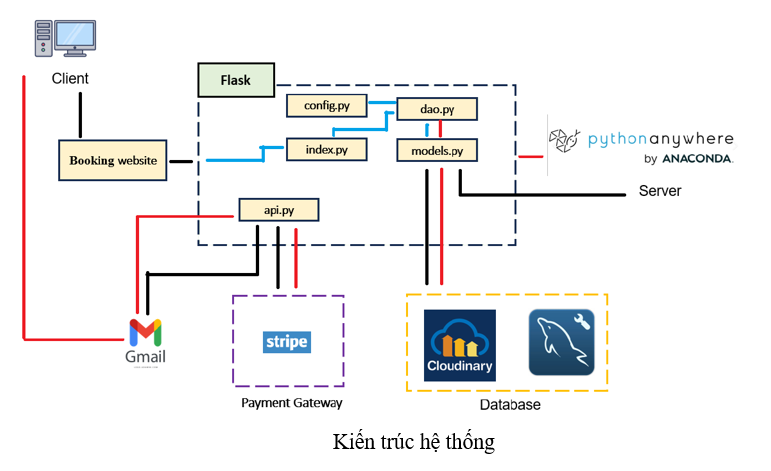 Client
Flask
config.py
dao.py
index.py
models.py
Booking website
api.py
pythonanywhere
by ANACONDA.
Server
Gmail
stripe
Payment Gateway
Cloudinary
Database
Kiến trúc hệ thống